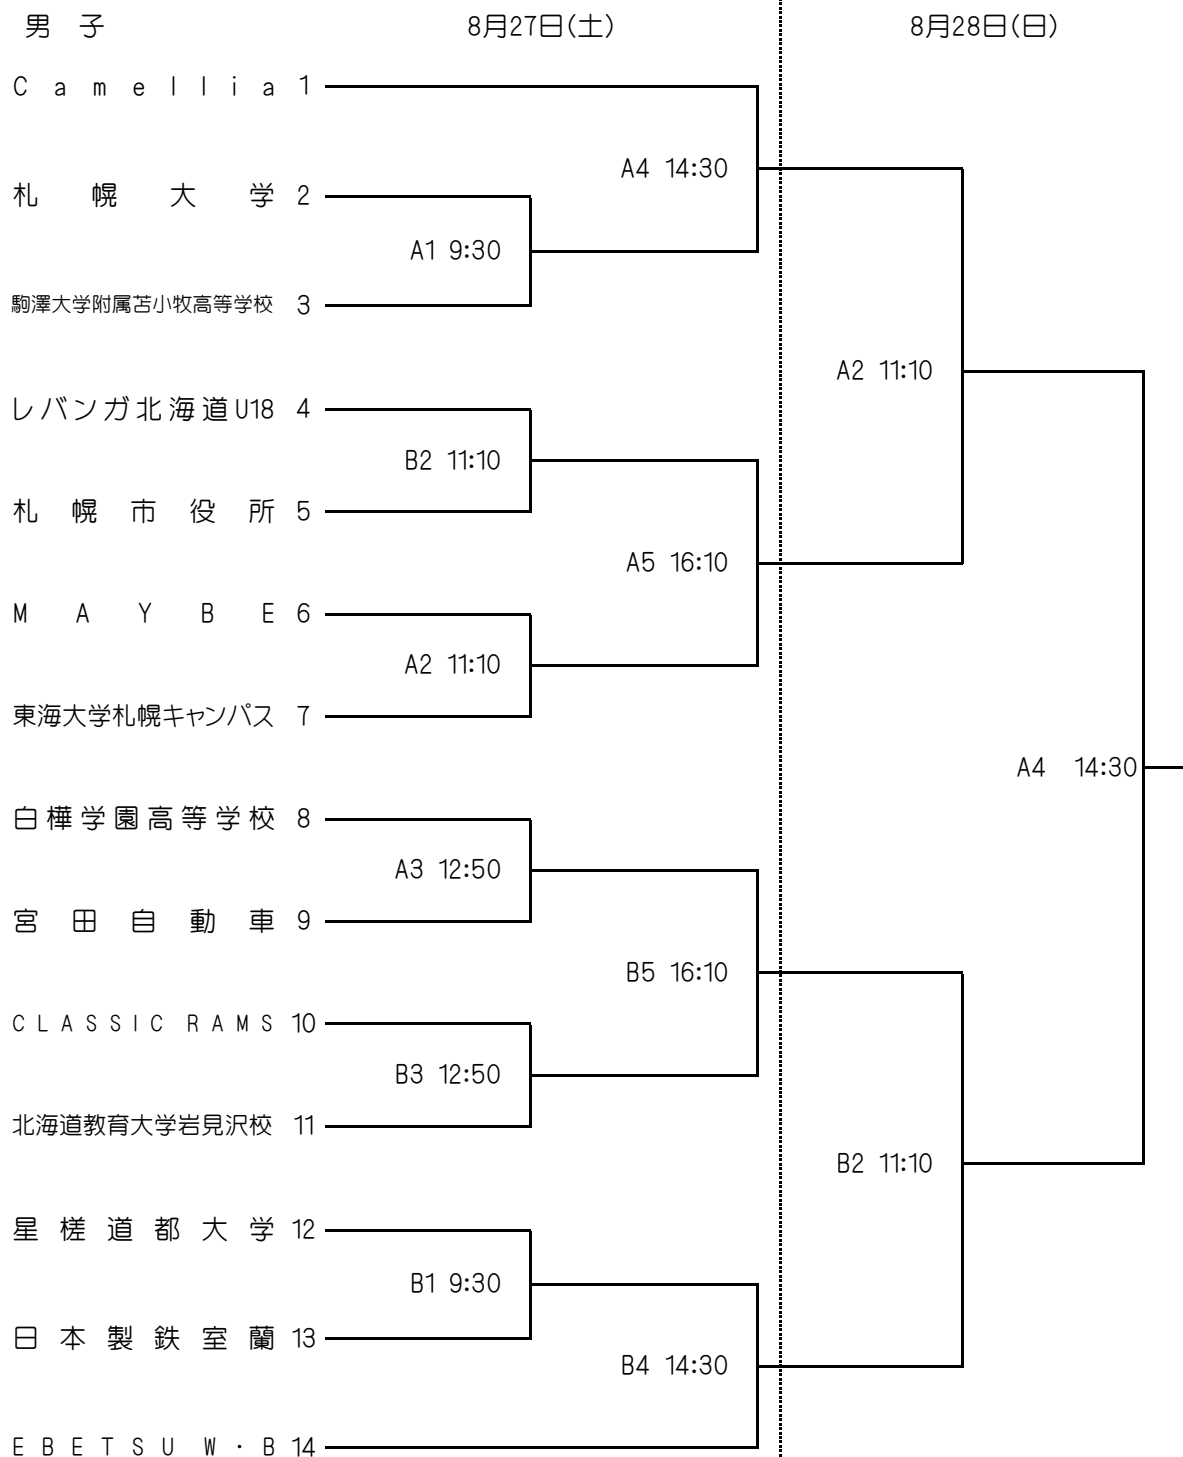 男 子 8月27日(土) 8月28日(日)
Camellia 1
A4 14:30
札幌大学 2
A1 9:30
駒澤大学附属苫小牧高等学校 3
A2 11:10
レバンガ北海道U18 4
B2 11:10
札幌市役所 5
A5 16:10
MAYBE 6
A2 11:10
東海大学札幌キャンパス 7
A4 14:30
白樺学園高等学校 8
A3 12:50
宮田自動車 9
B5 16:10
CLASSIC RAMS 10
B3 12:50
北海道教育大学岩見沢校 11
B2 11:10
星槎道都大学 12
B1 9:30
日本製鉄室蘭 13
B4 14:30
EBETSU W・B 14